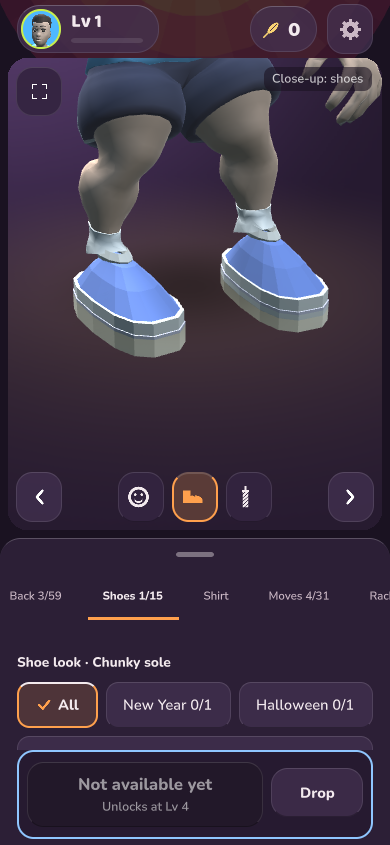 Lv 1
0
Close-up: shoes
Back 3/59
Shoes 1/15
Shirt
Moves 4/31
Shoe look · Chunky sole
All
New Year 0/1
Halloween 0/1
Not available yet
Unlocks at Lv 4
Drop